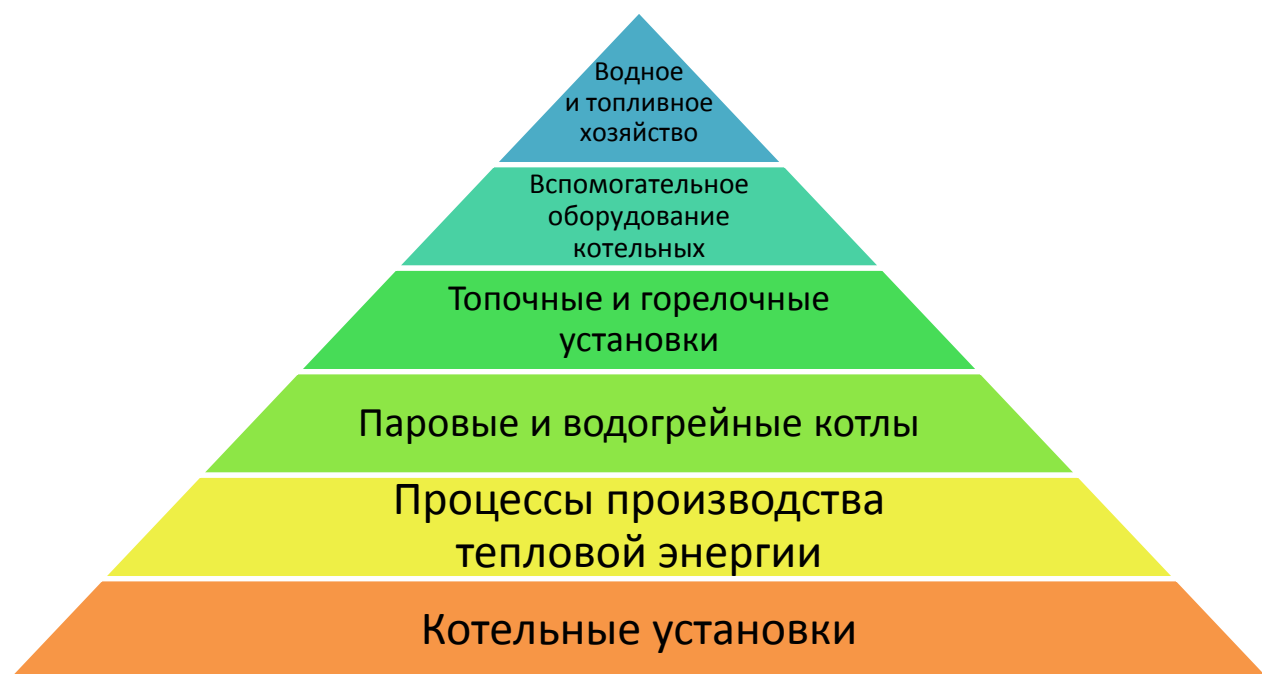 Водное
и топливное
хозяйство
Вспомогательное
оборудование
котельных
Топочные и горелочные
установки
Паровые и водогрейные котлы
Процессы производства
тепловой энергии
Котельные установки